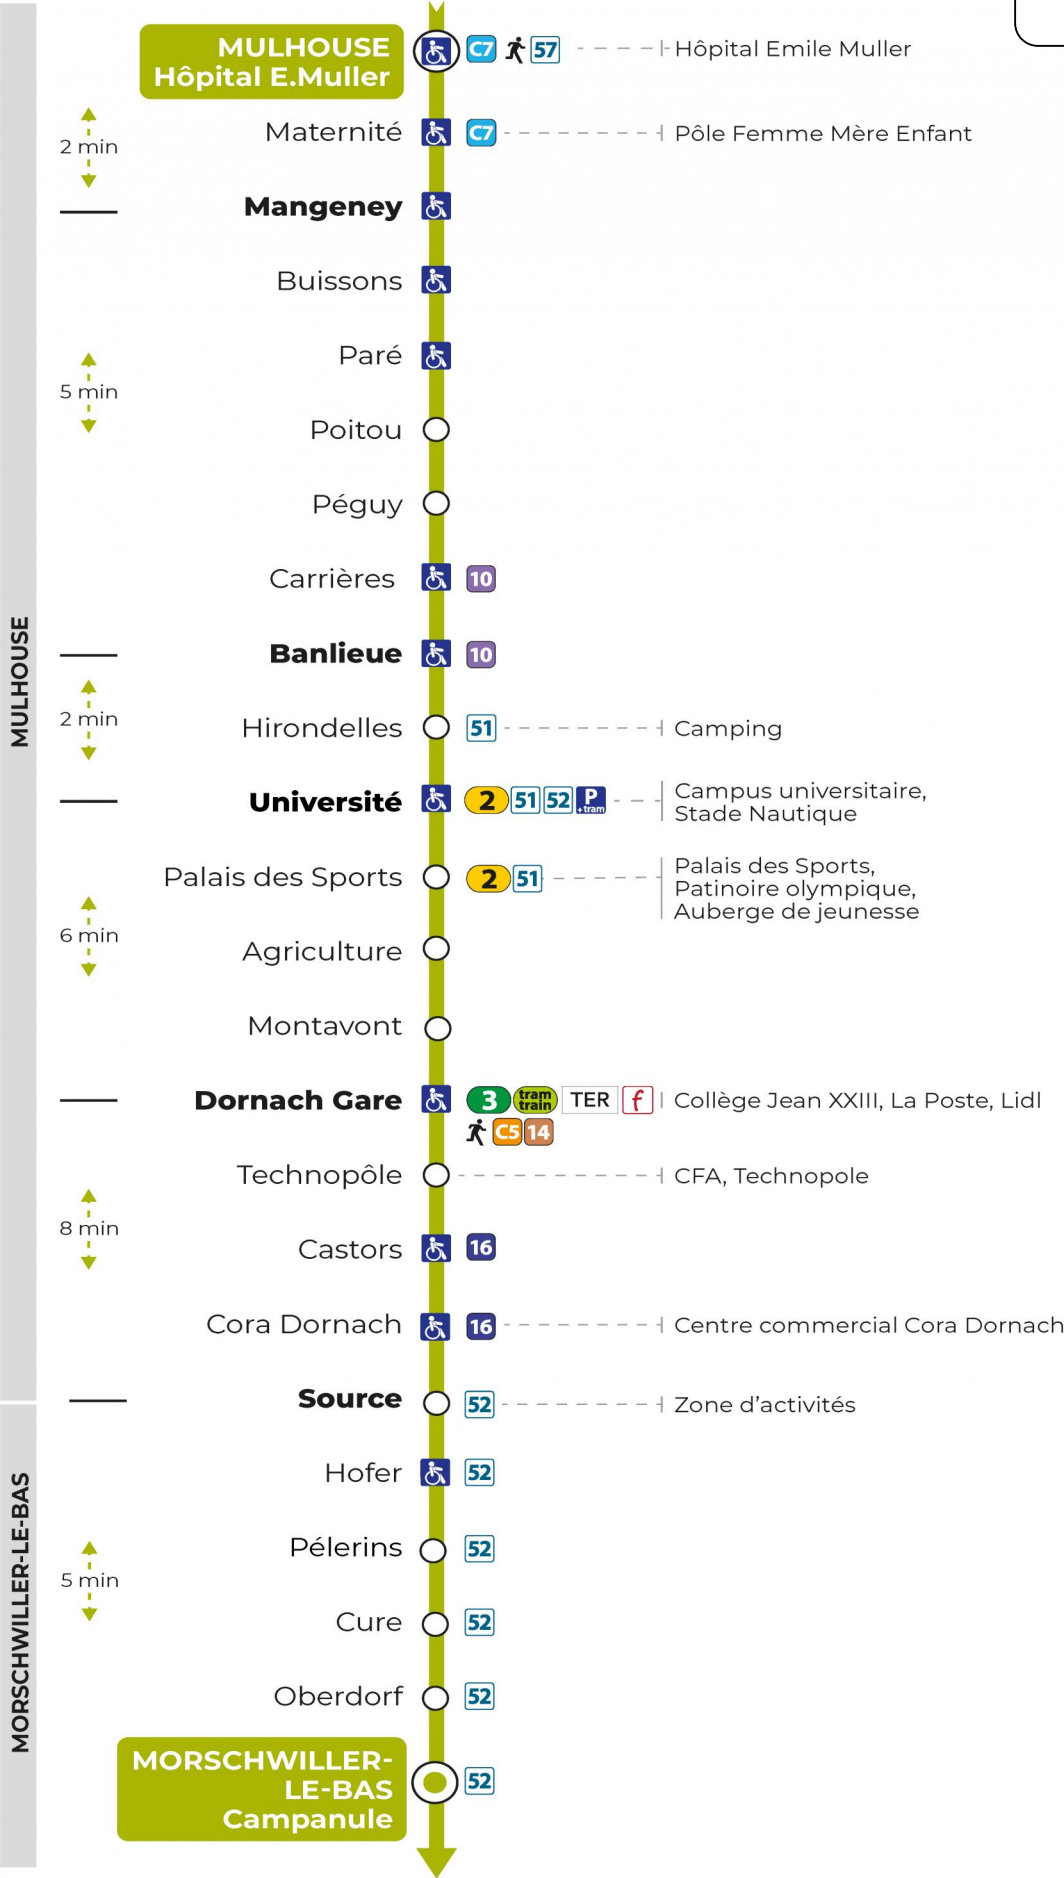 MULHOUSE
Hôpital E.Muller
C7 57 Hôpital Emile Muller
Maternité C7 Pôle Femme Mère Enfant
2 min
Mangeney
Buissons
Paré
5 min
Poitou
Péguy
Carrières 10
MULHOUSE
Banlieue 10
2 min
Hirondelles 51 Camping
Université 2 51 52 P +tram
Campus universitaire,
Stade Nautique
Palais des Sports 2 51
Palais des Sports,
Patinoire olympique,
Auberge de jeunesse
6 min
Agriculture
Montavont
Dornach Gare 3 tram train TER f Collège Jean XXIII, La Poste, Lidl
C5 14
Technopôle CFA, Technopole
8 min
Castors 16
Cora Dornach 16 Centre commercial Cora Dornach
Source 52 Zone d'activités
MORSCHWILLER-LE-BAS
Hofer 52
Pélerins 52
5 min
Cure 52
Oberdorf 52
MORSCHWILLER-
LE-BAS
Campanule
52